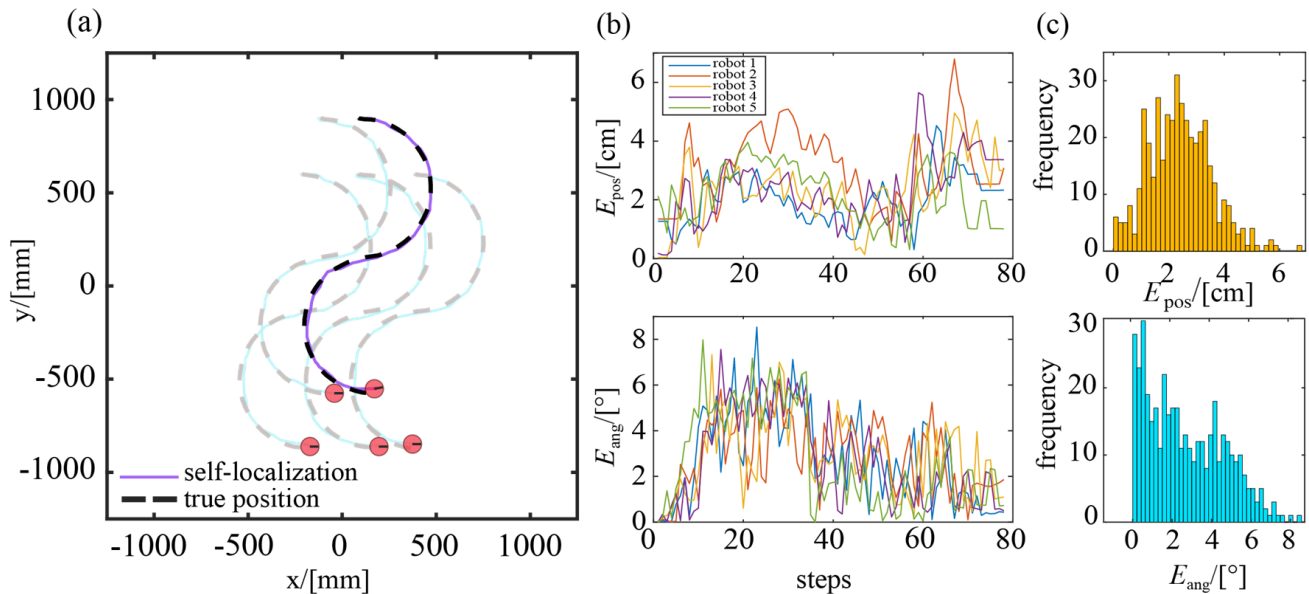 (a)
1000
500
0
-500
-1000
y/[mm]
self-localization
true position
-1000
-500
0
500
1000
x/[mm]
(b)
6
4
2
0
E_pos/[cm]
robot 1
robot 2
robot 3
robot 4
robot 5
0
20
40
60
80
8
6
4
2
0
E_ang/[°]
0
20
40
60
80
steps
(c)
30
20
10
0
frequency
0
2
4
6
E_pos/[cm]
30
20
10
0
frequency
0
2
4
6
8
E_ang/[°]